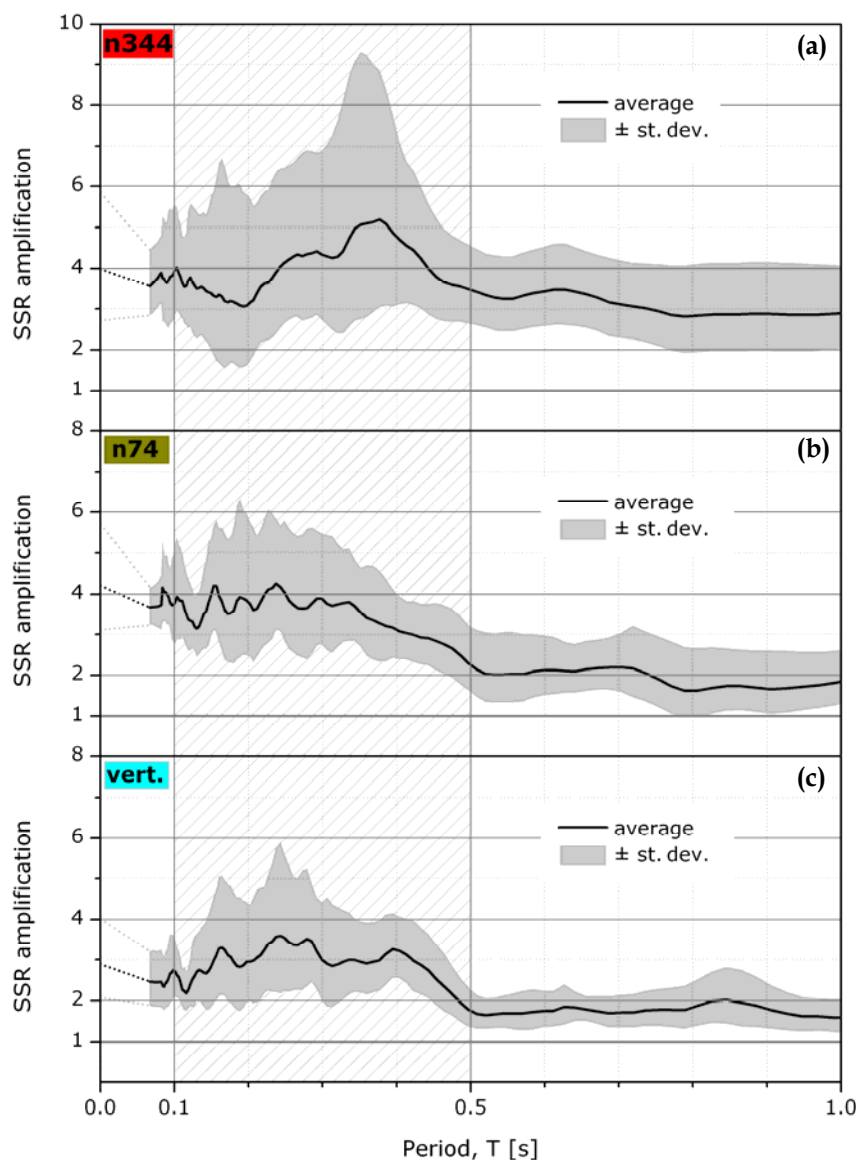 10
n344
(a)
8
average
± st. dev.
6
SSR amplification
4
2
1
8
n74
(b)
6
average
± st. dev.
SSR amplification
4
2
1
8
vert.
(c)
6
average
± st. dev.
SSR amplification
4
2
1
0.0 0.1 0.5 1.0
Period, T [s]